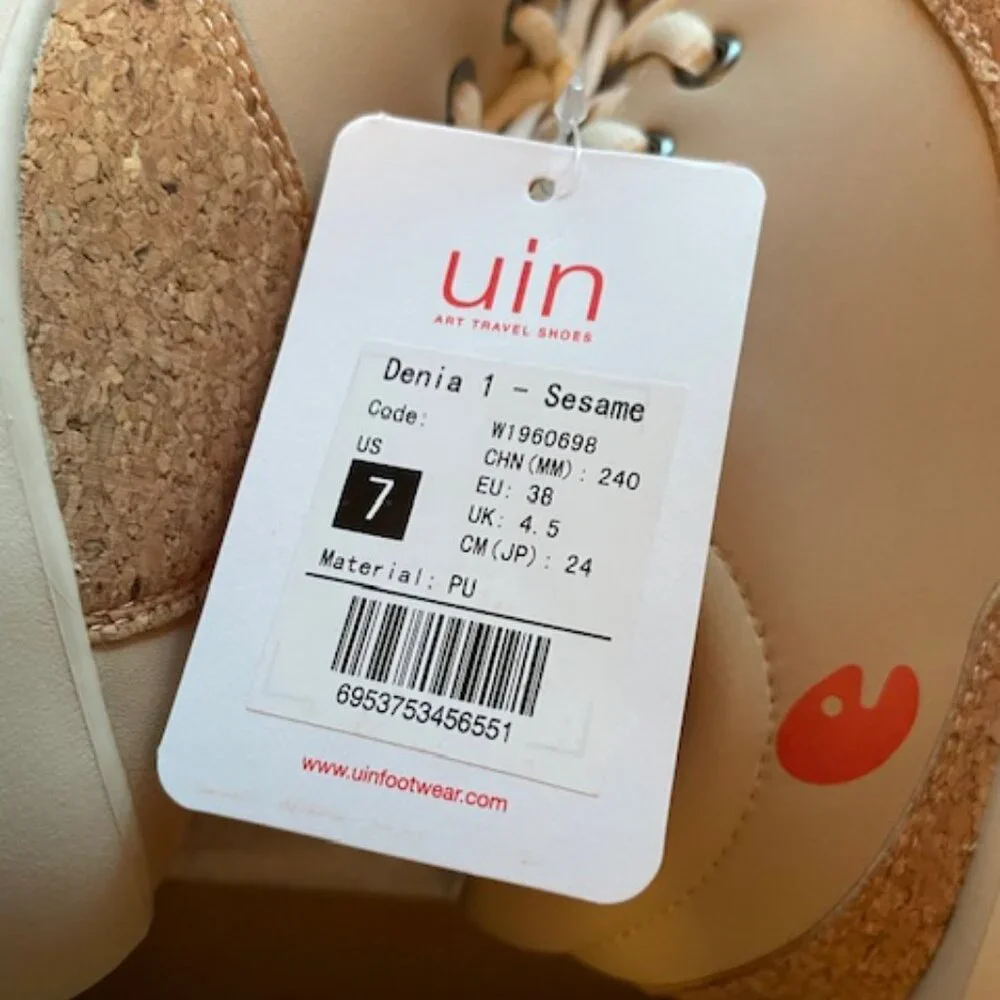 uin
ART TRAVEL SHOES
Denia 1 - Sesame
Code: W1960698
US CHN(MM): 240
7 EU: 38
UK: 4.5
CM(JP): 24
Material: PU
6953753456551
www.uinfootwear.com